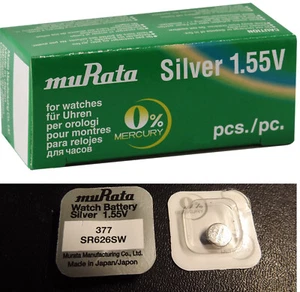 muRata
Silver 1.55V
for watches
für Uhren
per orologi
pour montres
para relojes
для часов
0%
MERCURY
pcs./pc.
muRata
Watch Battery
Silver 1.55V
377
SR626SW
Murata Manufacturing Co., Ltd.
Made in Japan/Japon